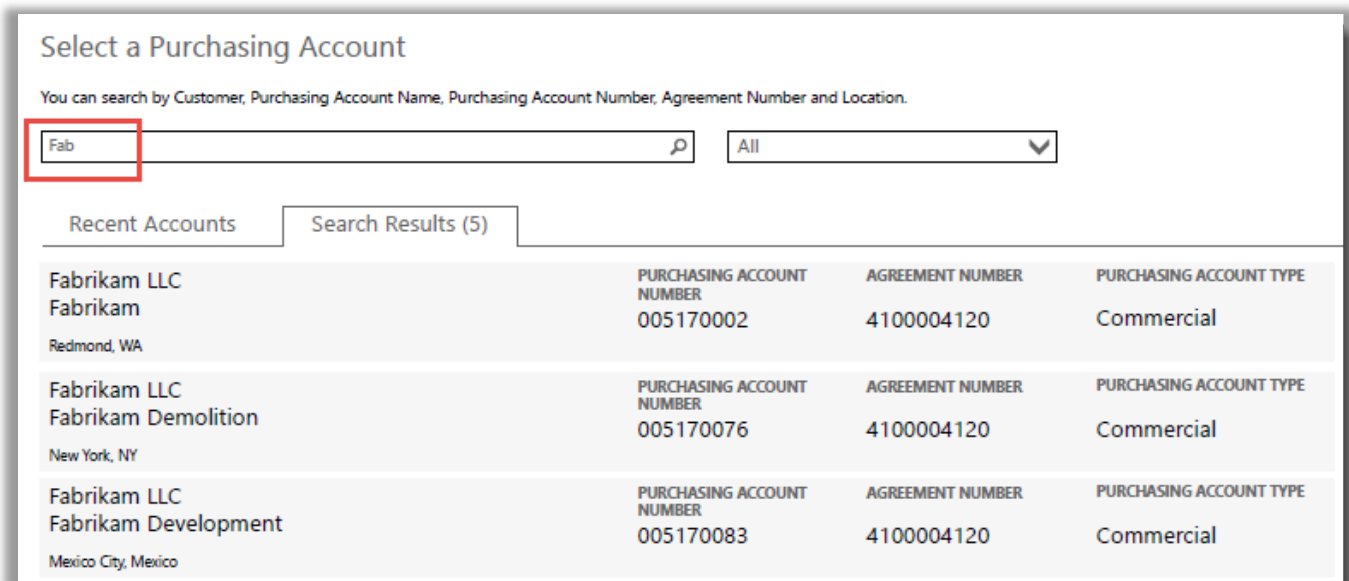 Select a Purchasing Account
You can search by Customer, Purchasing Account Name, Purchasing Account Number, Agreement Number and Location.
Fab All
Recent Accounts Search Results (5)
Fabrikam LLC PURCHASING ACCOUNT NUMBER AGREEMENT NUMBER PURCHASING ACCOUNT TYPE
Fabrikam 005170002 4100004120 Commercial
Redmond, WA
Fabrikam LLC PURCHASING ACCOUNT NUMBER AGREEMENT NUMBER PURCHASING ACCOUNT TYPE
Fabrikam Demolition 005170076 4100004120 Commercial
New York, NY
Fabrikam LLC PURCHASING ACCOUNT NUMBER AGREEMENT NUMBER PURCHASING ACCOUNT TYPE
Fabrikam Development 005170083 4100004120 Commercial
Mexico City, Mexico